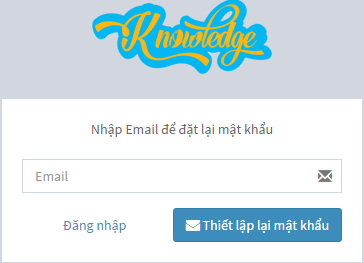 Knowledge
Nhập Email để đặt lại mật khẩu
Email
Đăng nhập
Thiết lập lại mật khẩu